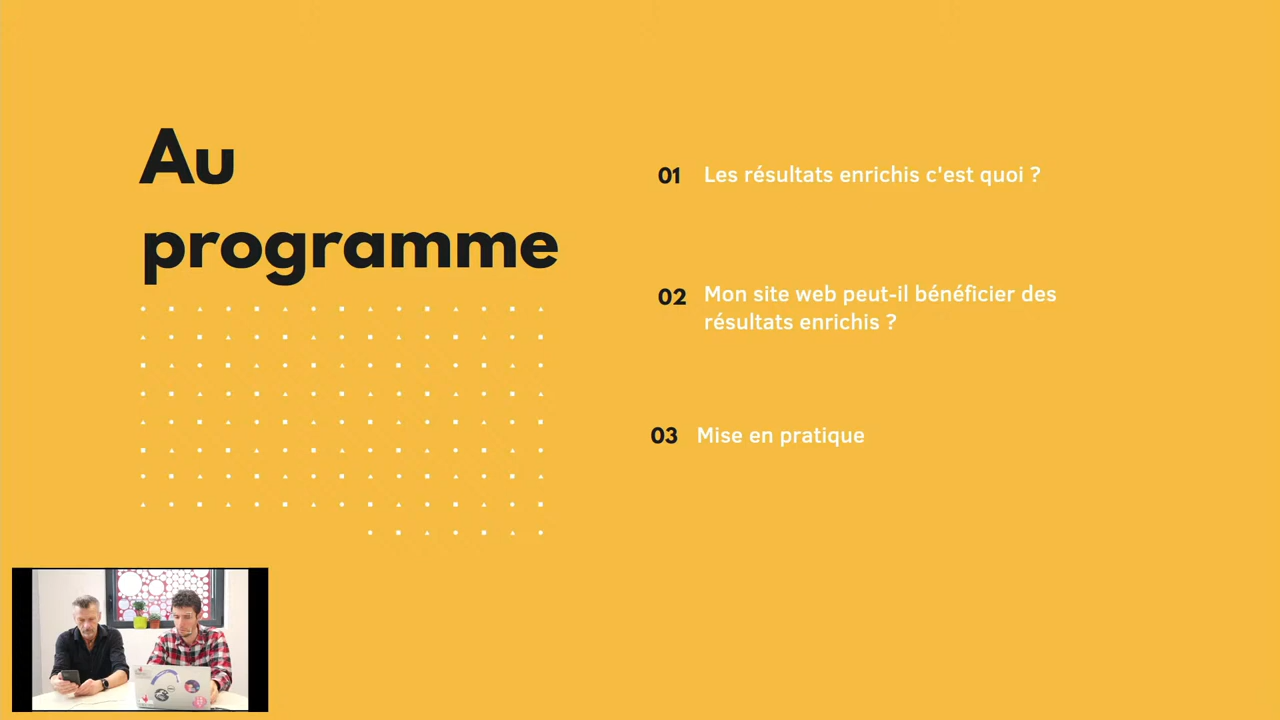 Au
programme
01 Les résultats enrichis c'est quoi ?
02 Mon site web peut-il bénéficier des
résultats enrichis ?
03 Mise en pratique